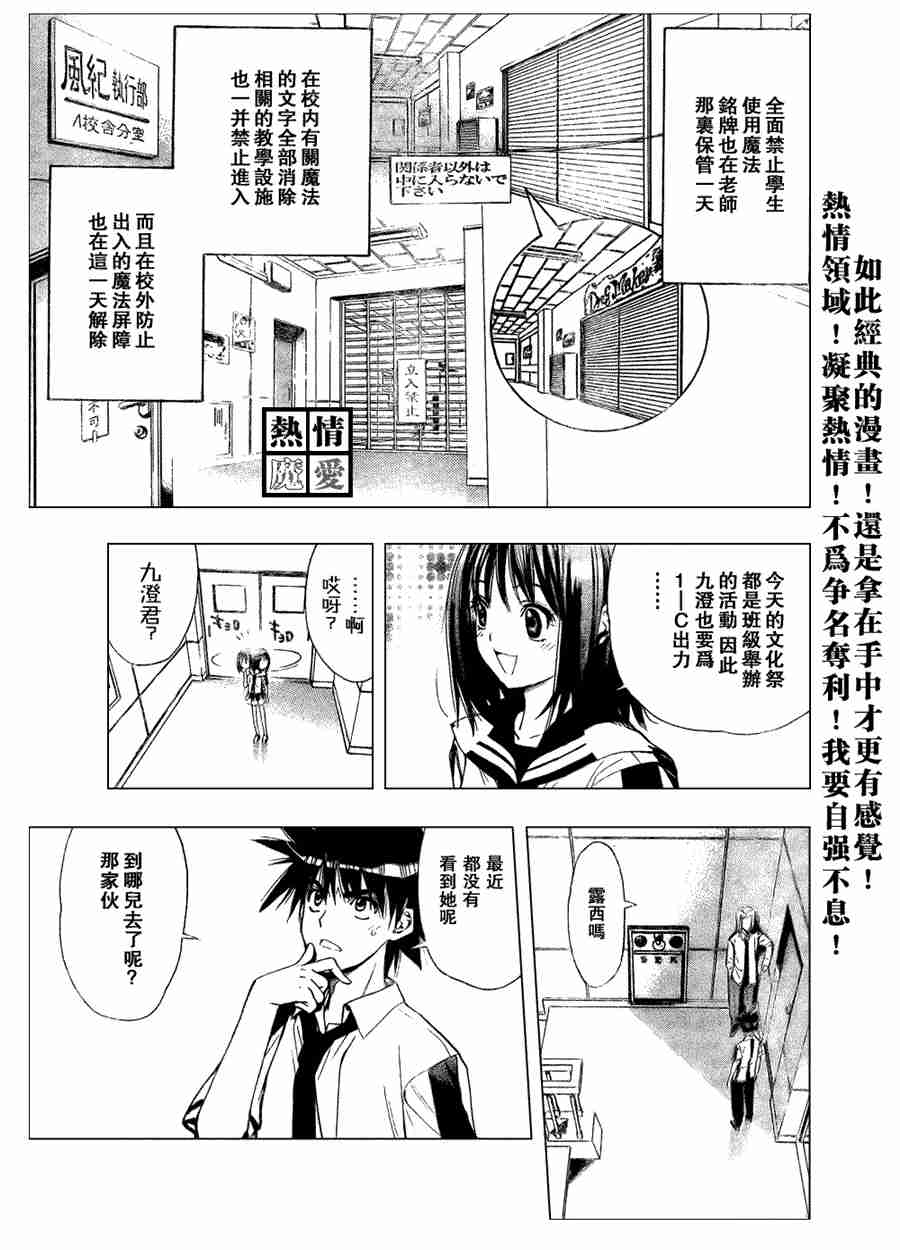 全面禁止學生
使用魔法
銘牌也在老師
那裏保管一天
在校内有關魔法
的文字全部消除
相關的教學設施
也一并禁止進入
而且在校外防止
出入的魔法屏障
也在這一天解除
風紀執行部
A校舎分室
関係者以外は
中に入らないで
下さい
立入禁止
熱情
魔愛
今天的文化祭
都是班級舉辦
的活動 因此
九澄也要爲
1—C出力
……
……啊
哎呀?
九澄君?
キョロ
キョロ
露西嗎
最近
都没有
看到她呢
到哪兒去了呢?
那家伙
如此經典的漫畫!還是拿在手中才更有感覺!
熱情領域!凝聚熱情!不爲争名奪利!我要自强不息!